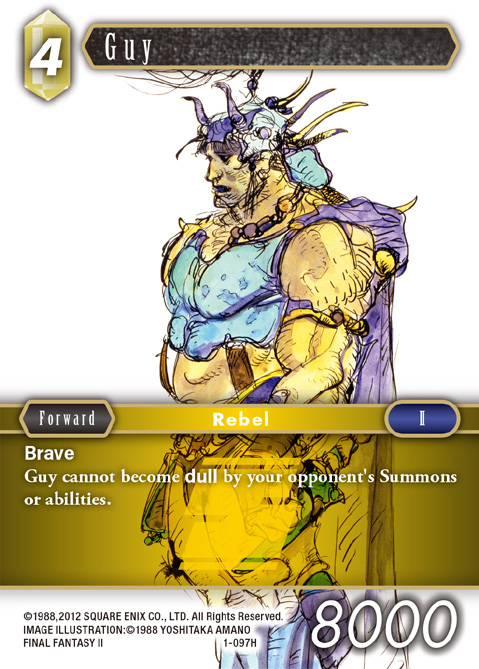 4
Guy
Forward
Rebel
II
Brave
Guy cannot become dull by your opponent's Summons
or abilities.
©1988,2012 SQUARE ENIX CO., LTD. All Rights Reserved.
IMAGE ILLUSTRATION:©1988 YOSHITAKA AMANO
FINAL FANTASY II
1-097H
8000